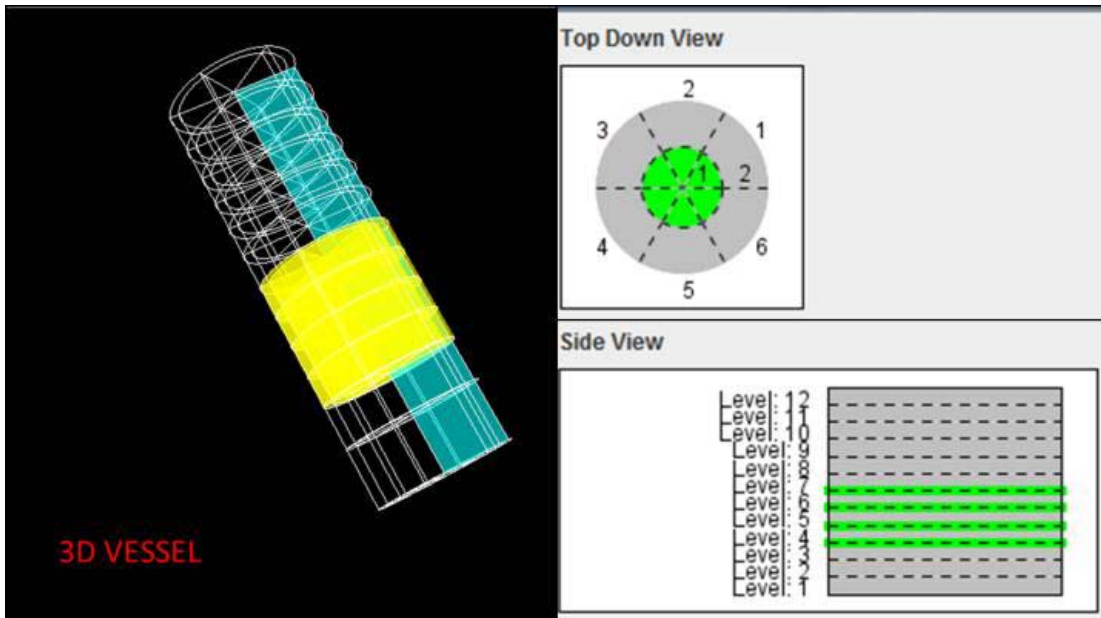 Top Down View
2
3
1
1
2
4
6
5
Side View
Level: 12
Level: 11
Level: 10
Level: 9
Level: 8
Level: 7
Level: 6
Level: 5
Level: 4
Level: 3
Level: 2
Level: 1
3D VESSEL